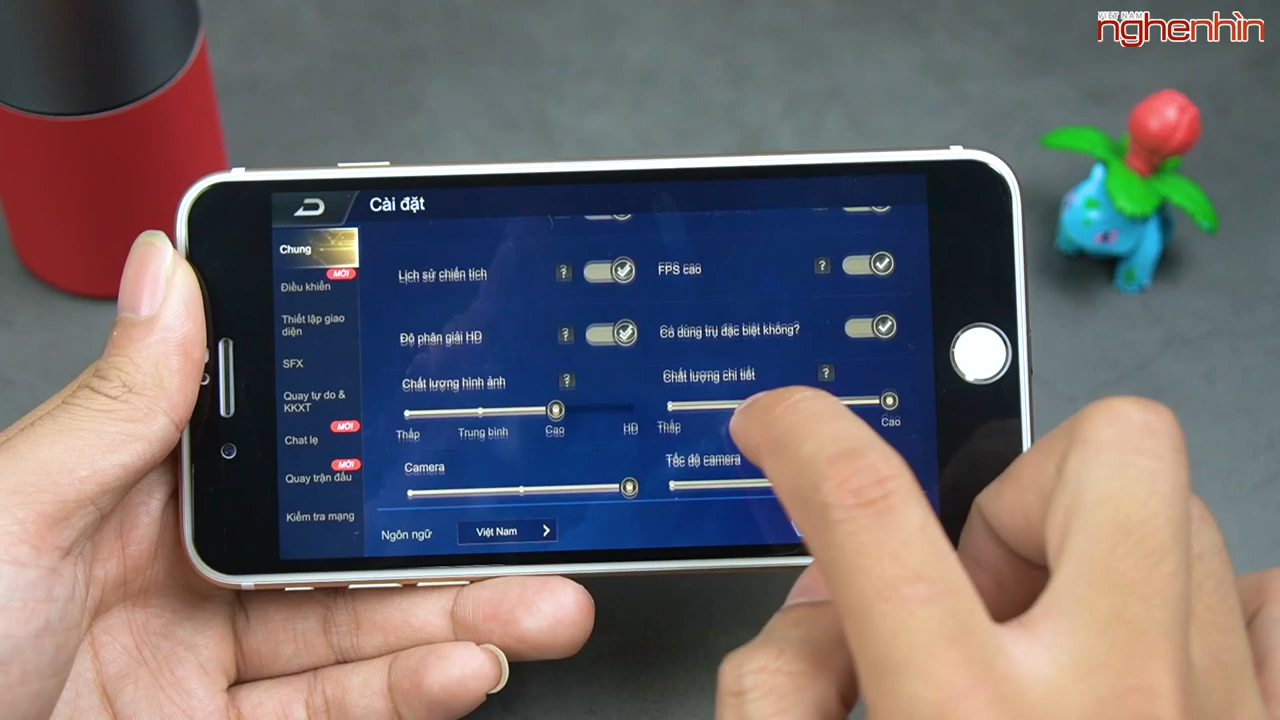 VIỆT NAM
nghenhìn
Cài đặt
Chung
MỚI
Điều khiển
Thiết lập giao
diện
SFX
Quay tự do &
KKXT
MỚI
Chat lẹ
MỚI
Quay trận đấu
Kiểm tra mạng
Lịch sử chiến tích ?
FPS cao ?
Độ phân giải HD ?
Có dùng trụ đặc biệt không?
Chất lượng hình ảnh ?
Thấp Trung bình Cao HD
Chất lượng chi tiết ?
Thấp Cao
Camera
Tốc độ camera
Ngôn ngữ Việt Nam